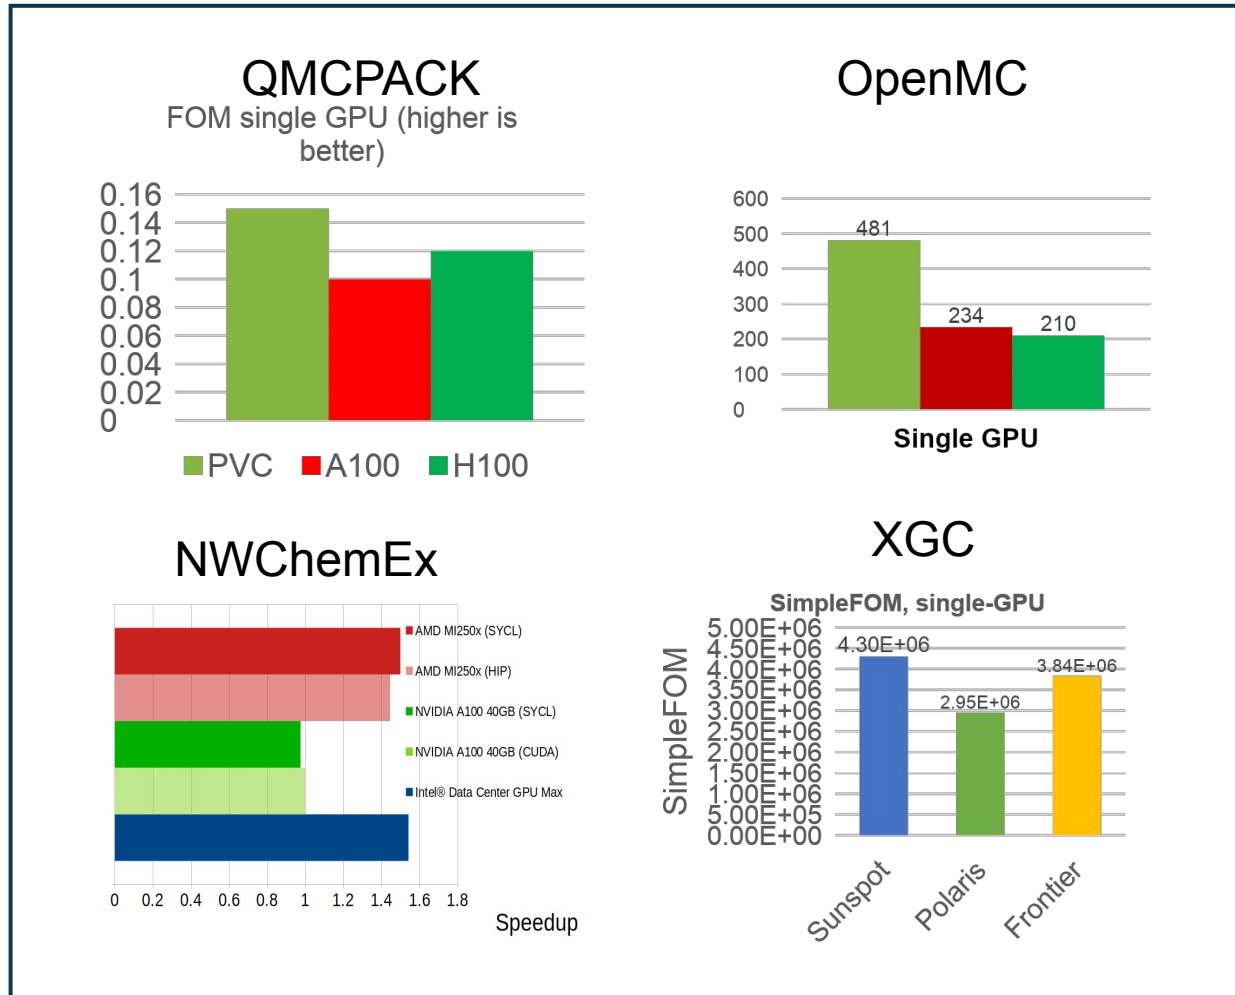 QMCPACK
FOM single GPU (higher is
better)
0.16
0.14
0.12
0.1
0.08
0.06
0.04
0.02
0
PVC A100 H100
OpenMC
600
500
400
300
200
100
0
481
234
210
Single GPU
NWChemEx
AMD MI250x (SYCL)
AMD MI250x (HIP)
NVIDIA A100 40GB (SYCL)
NVIDIA A100 40GB (CUDA)
Intel® Data Center GPU Max
0 0.2 0.4 0.6 0.8 1 1.2 1.4 1.6 1.8
Speedup
XGC
SimpleFOM, single-GPU
SimpleFOM
5.00E+06
4.50E+06
4.00E+06
3.50E+06
3.00E+06
2.50E+06
2.00E+06
1.50E+06
1.00E+06
5.00E+05
0.00E+00
4.30E+06
2.95E+06
3.84E+06
Sunspot
Polaris
Frontier